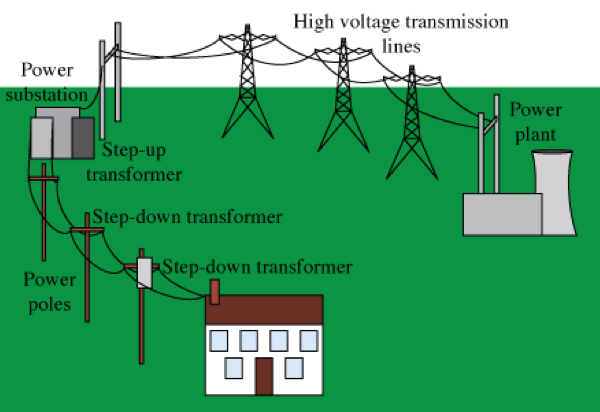 High voltage transmission
lines
Power
substation
Power
plant
Step-up
transformer
Step-down transformer
Step-down transformer
Power
poles